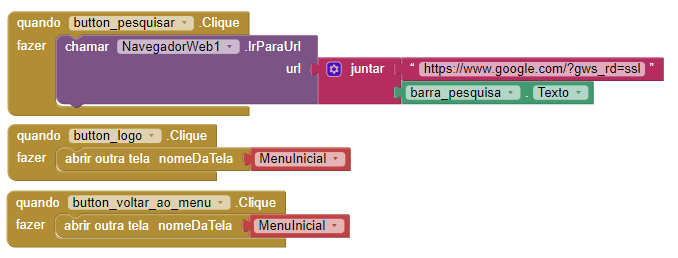 quando button_pesquisar .Clique
fazer chamar NavegadorWeb1 .IrParaUrl
url juntar " https://www.google.com/?gws_rd=ssl "
barra_pesquisa . Texto
quando button_logo .Clique
fazer abrir outra tela nomeDaTela MenuInicial
quando button_voltar_ao_menu .Clique
fazer abrir outra tela nomeDaTela MenuInicial